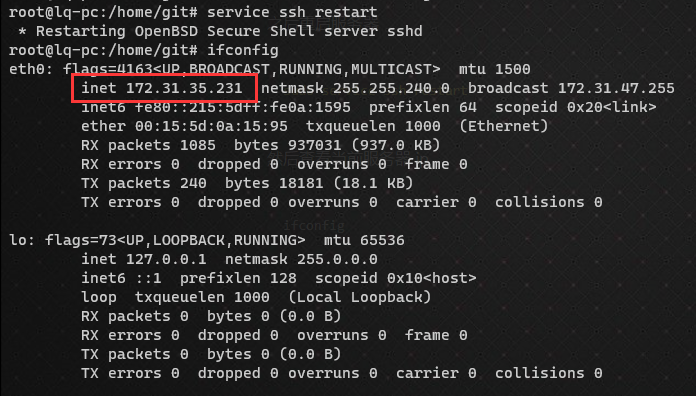 root@lq-pc:/home/git# service ssh restart
 * Restarting OpenBSD Secure Shell server sshd
root@lq-pc:/home/git# ifconfig
eth0: flags=4163<UP,BROADCAST,RUNNING,MULTICAST>  mtu 1500
        inet 172.31.35.231  netmask 255.255.240.0  broadcast 172.31.47.255
        inet6 fe80::215:5dff:fe0a:1595  prefixlen 64  scopeid 0x20<link>
        ether 00:15:5d:0a:15:95  txqueuelen 1000  (Ethernet)
        RX packets 1085  bytes 937031 (937.0 KB)
        RX errors 0  dropped 0  overruns 0  frame 0
        TX packets 240  bytes 18181 (18.1 KB)
        TX errors 0  dropped 0 overruns 0  carrier 0  collisions 0
ifconfig
lo: flags=73<UP,LOOPBACK,RUNNING>  mtu 65536
        inet 127.0.0.1  netmask 255.0.0.0
        inet6 ::1  prefixlen 128  scopeid 0x10<host>
        loop  txqueuelen 1000  (Local Loopback)
        RX packets 0  bytes 0 (0.0 B)
        RX errors 0  dropped 0  overruns 0  frame 0
        TX packets 0  bytes 0 (0.0 B)
        TX errors 0  dropped 0 overruns 0  carrier 0  collisions 0